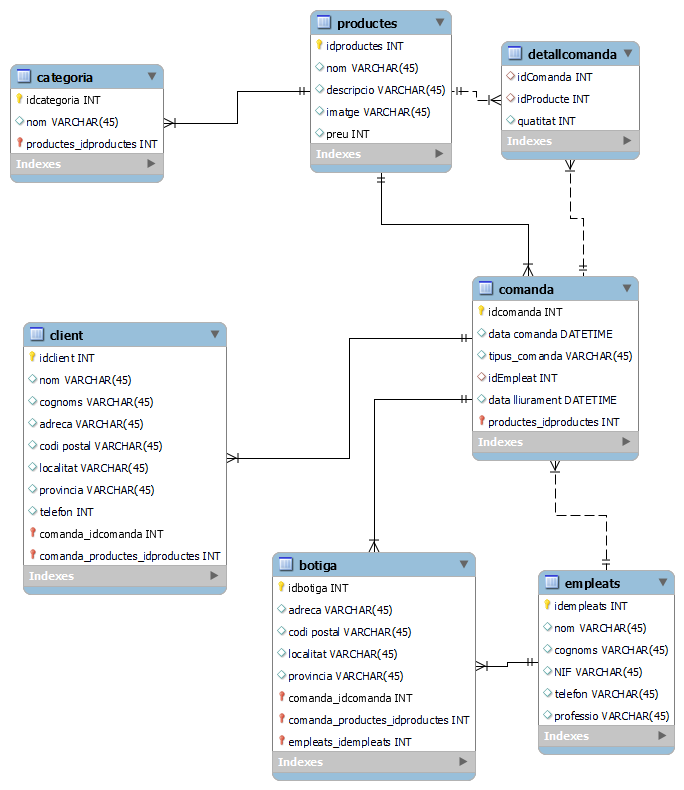 productes
idproductes INT
nom VARCHAR(45)
descripcio VARCHAR(45)
imatge VARCHAR(45)
preu INT
Indexes
detallcomanda
idComanda INT
idProducte INT
quatitat INT
Indexes
categoria
idcategoria INT
nom VARCHAR(45)
productes_idproductes INT
Indexes
comanda
idcomanda INT
data comanda DATETIME
tipus_comanda VARCHAR(45)
idEmpleat INT
data lliurament DATETIME
productes_idproductes INT
Indexes
client
idclient INT
nom VARCHAR(45)
cognoms VARCHAR(45)
adreca VARCHAR(45)
codi postal VARCHAR(45)
localitat VARCHAR(45)
provincia VARCHAR(45)
telefon INT
comanda_idcomanda INT
comanda_productes_idproductes INT
Indexes
botiga
idbotiga INT
adreca VARCHAR(45)
codi postal VARCHAR(45)
localitat VARCHAR(45)
provincia VARCHAR(45)
comanda_idcomanda INT
comanda_productes_idproductes INT
empleats_idempleats INT
Indexes
empleats
idempleats INT
nom VARCHAR(45)
cognoms VARCHAR(45)
NIF VARCHAR(45)
telefon VARCHAR(45)
professio VARCHAR(45)
Indexes